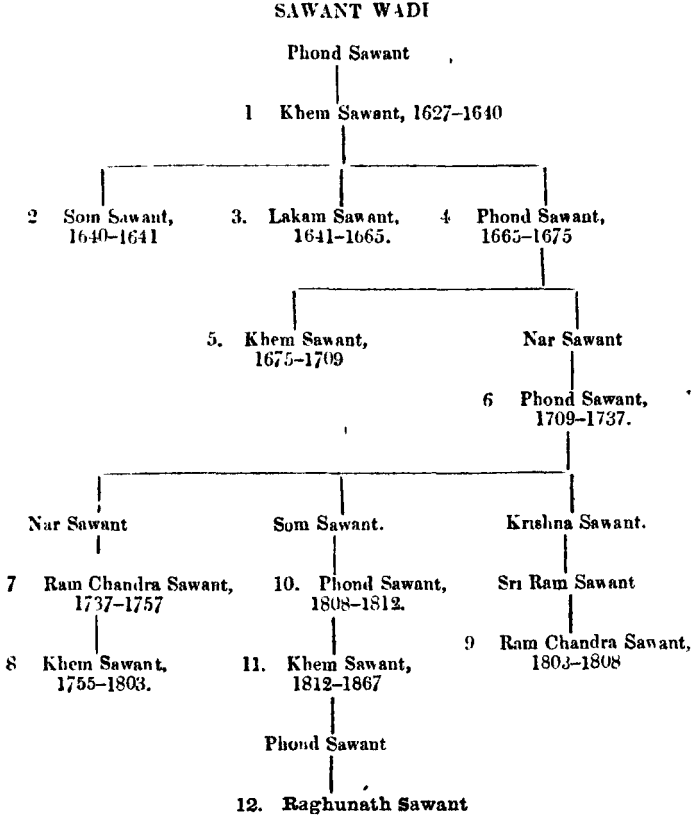 SAWANT WADI
Phond Sawant
1 Khem Sawant, 1627–1640
2 Som Sawant, 3. Lakam Sawant, 4 Phond Sawant,
1640–1641 1641–1665. 1665–1675
5. Khem Sawant, Nar Sawant
1675–1709
6 Phond Sawant,
1709–1737.
Nar Sawant Som Sawant. Krishna Sawant.
7 Ram Chandra Sawant, 10. Phond Sawant, Sri Ram Sawant
1737–1757 1808–1812.
9 Ram Chandra Sawant,
8 Khem Sawant, 11. Khem Sawant, 1803–1808
1755–1803. 1812–1867
Phond Sawant
12. Raghunath Sawant